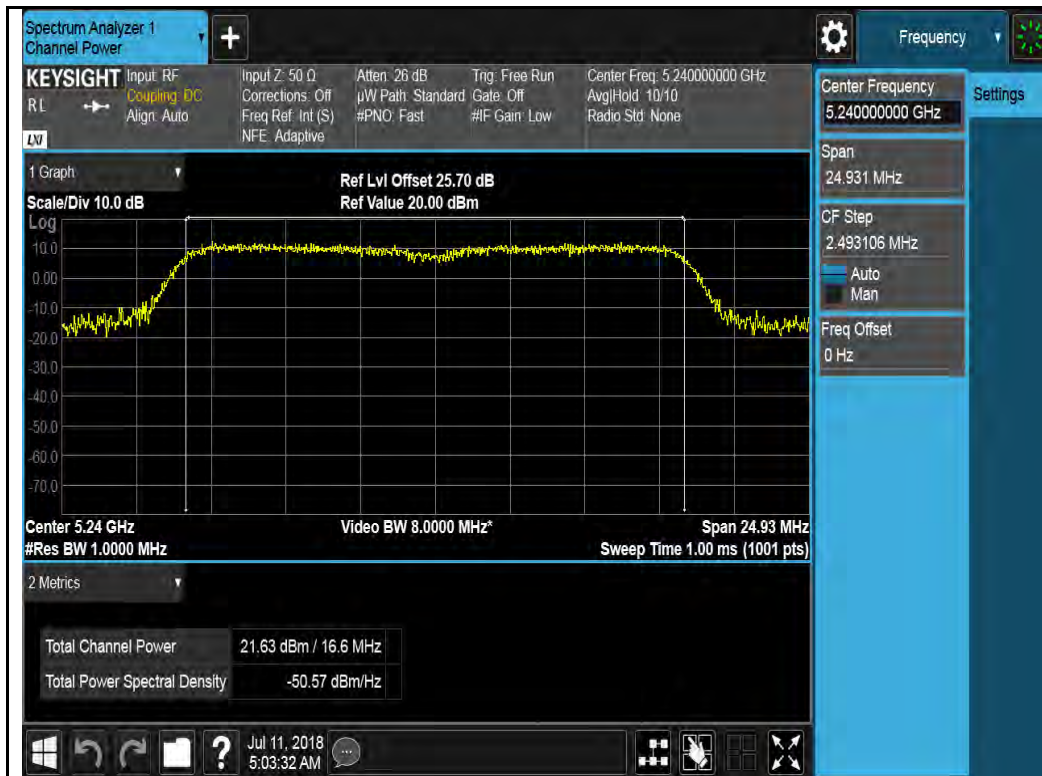 Spectrum Analyzer 1
Channel Power
+
Frequency
KEYSIGHT
Input: RF
Coupling: DC
Align: Auto
R L
LXI
Input Z: 50 Ω
Corrections: Off
Freq Ref: Int (S)
NFE: Adaptive
Atten: 26 dB
µW Path: Standard
#PNO: Fast
Trig: Free Run
Gate: Off
#IF Gain: Low
Center Freq: 5.240000000 GHz
Avg|Hold: 10/10
Radio Std: None
Center Frequency
5.240000000 GHz
Settings
Span
24.931 MHz
CF Step
2.493106 MHz
Auto
Man
Freq Offset
0 Hz
1 Graph
Scale/Div 10.0 dB
Ref Lvl Offset 25.70 dB
Ref Value 20.00 dBm
Log
10.0
0.00
-10.0
-20.0
-30.0
-40.0
-50.0
-60.0
-70.0
Center 5.24 GHz
#Res BW 1.0000 MHz
Video BW 8.0000 MHz*
Span 24.93 MHz
Sweep Time 1.00 ms (1001 pts)
2 Metrics
Total Channel Power 21.63 dBm / 16.6 MHz
Total Power Spectral Density -50.57 dBm/Hz
?
Jul 11, 2018
5:03:32 AM